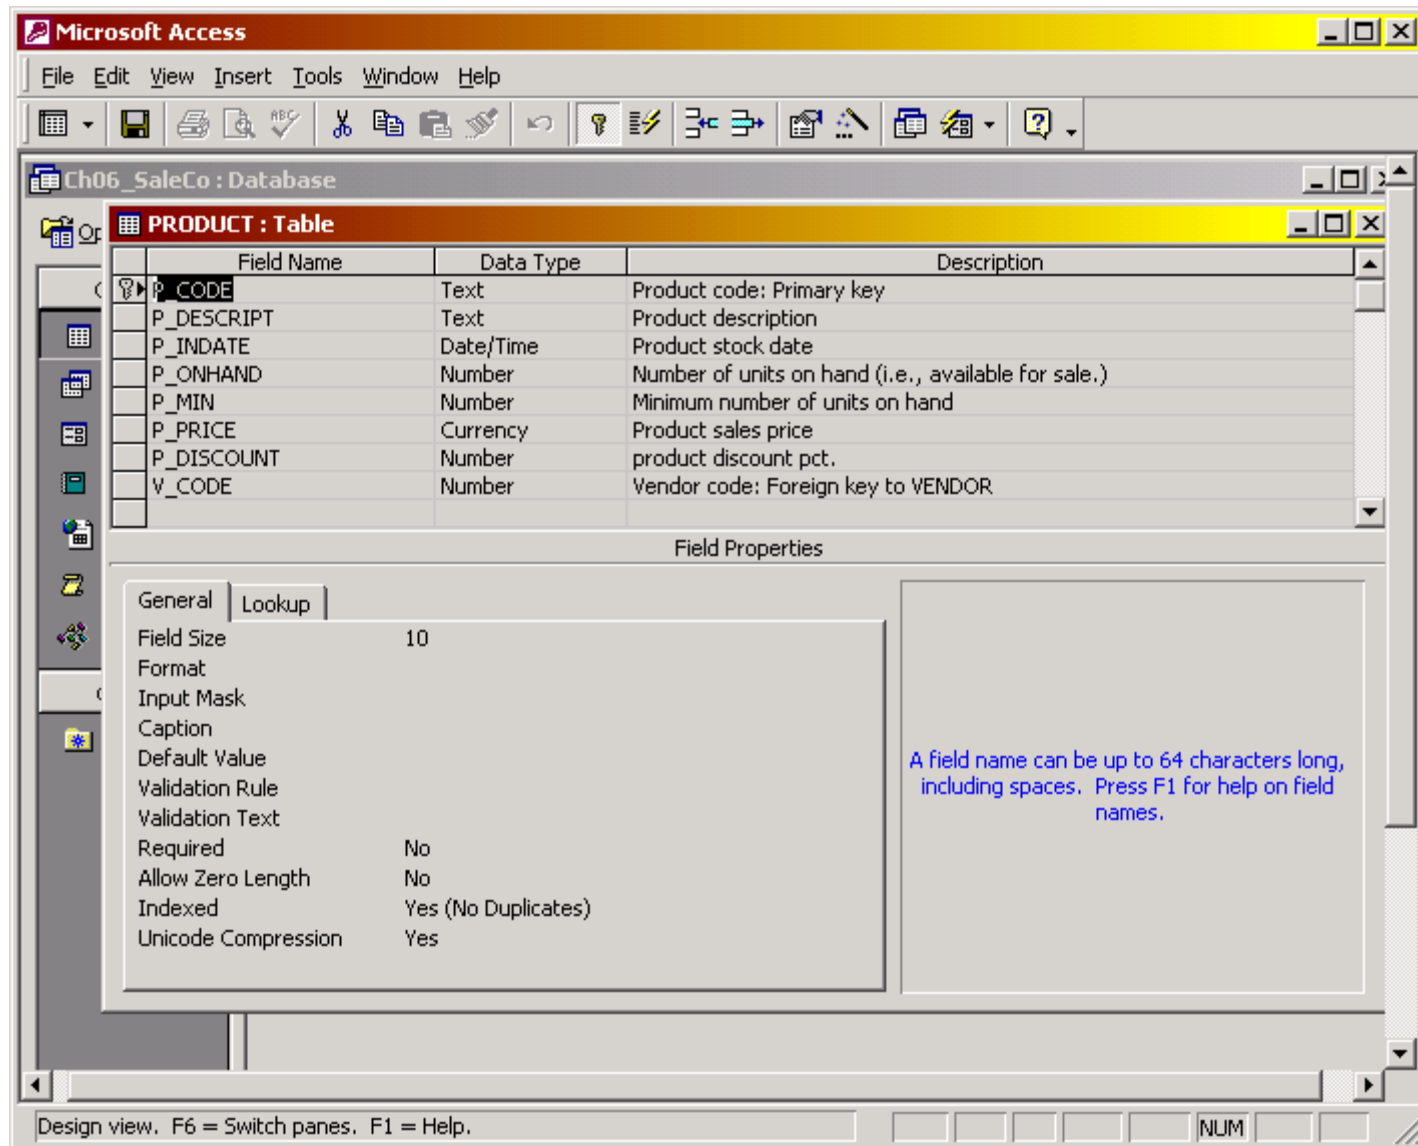 Microsoft Access
File Edit View Insert Tools Window Help
ABC
Ch06_SaleCo : Database
Op
PRODUCT : Table
Field Name Data Type Description
P_CODE Text Product code: Primary key
P_DESCRIPT Text Product description
P_INDATE Date/Time Product stock date
P_ONHAND Number Number of units on hand (i.e., available for sale.)
P_MIN Number Minimum number of units on hand
P_PRICE Currency Product sales price
P_DISCOUNT Number product discount pct.
V_CODE Number Vendor code: Foreign key to VENDOR
Field Properties
General Lookup
Field Size 10
Format
Input Mask
Caption
Default Value
Validation Rule
Validation Text
Required No
Allow Zero Length No
Indexed Yes (No Duplicates)
Unicode Compression Yes
A field name can be up to 64 characters long,
including spaces. Press F1 for help on field
names.
Design view. F6 = Switch panes. F1 = Help.
NUM